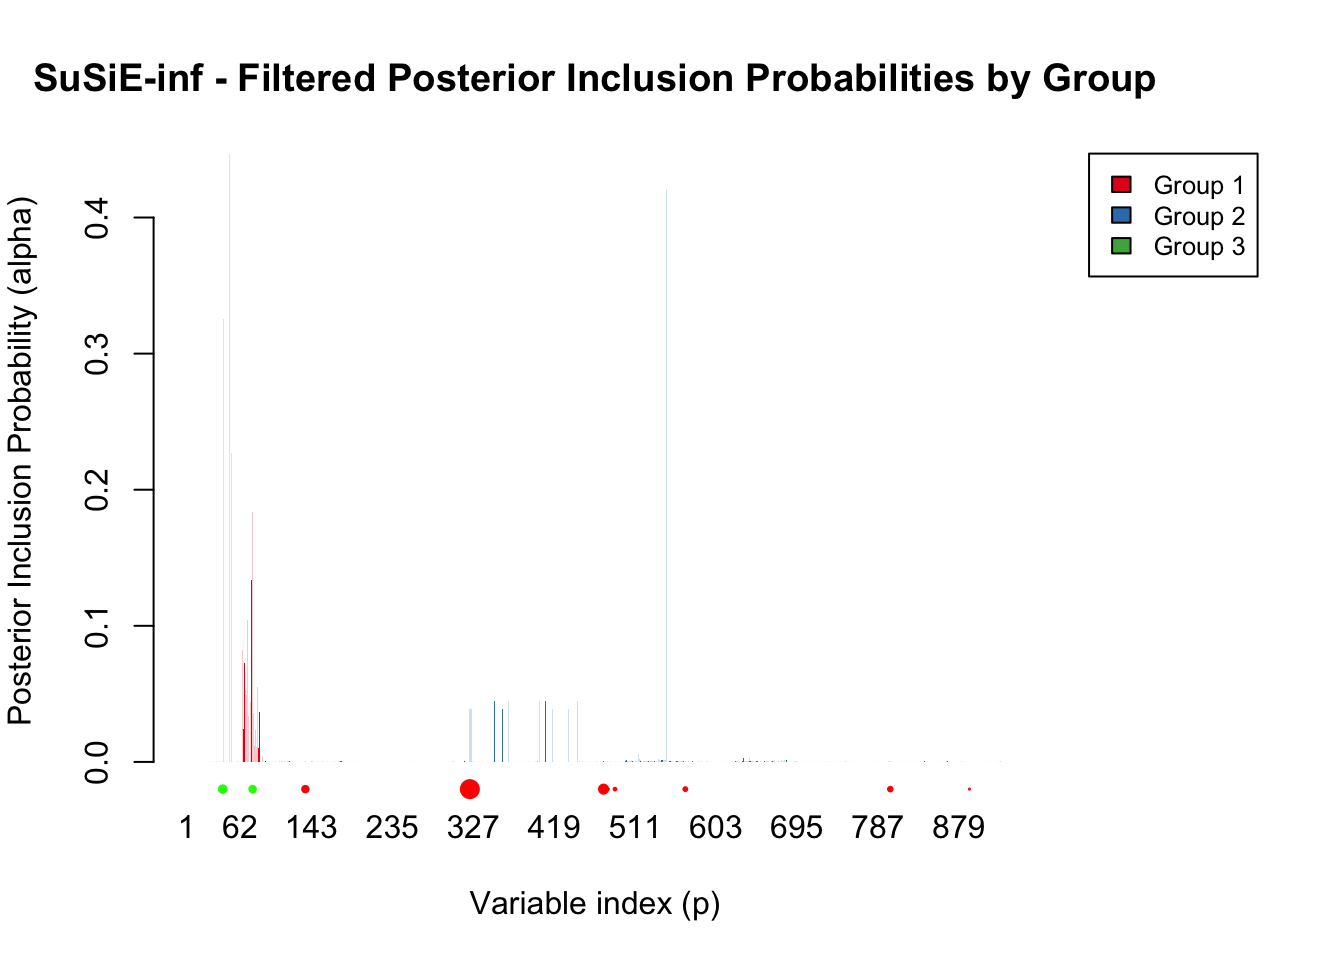 SuSiE-inf - Filtered Posterior Inclusion Probabilities by Group
Posterior Inclusion Probability (alpha)
0.4
0.3
0.2
0.1
0.0
Group 1
Group 2
Group 3
1 62 143 235 327 419 511 603 695 787 879
Variable index (p)